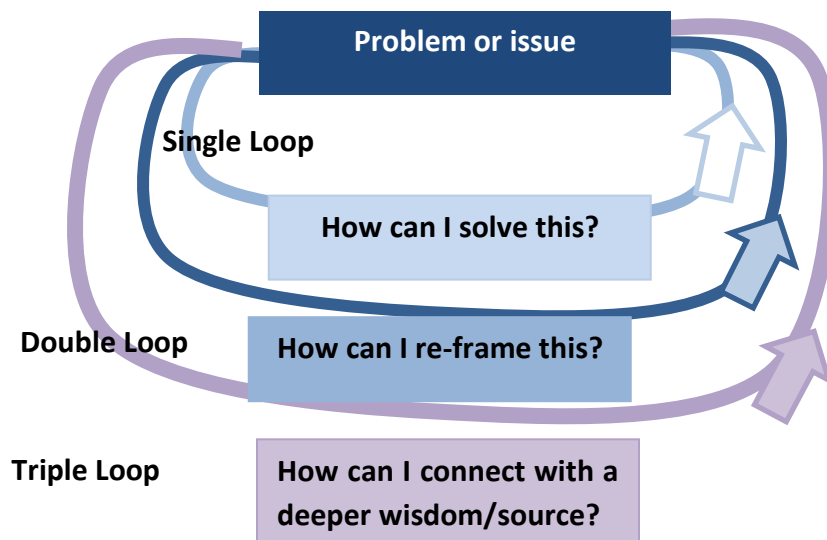 Problem or issue
Single Loop
How can I solve this?
Double Loop
How can I re-frame this?
Triple Loop
How can I connect with a
deeper wisdom/source?